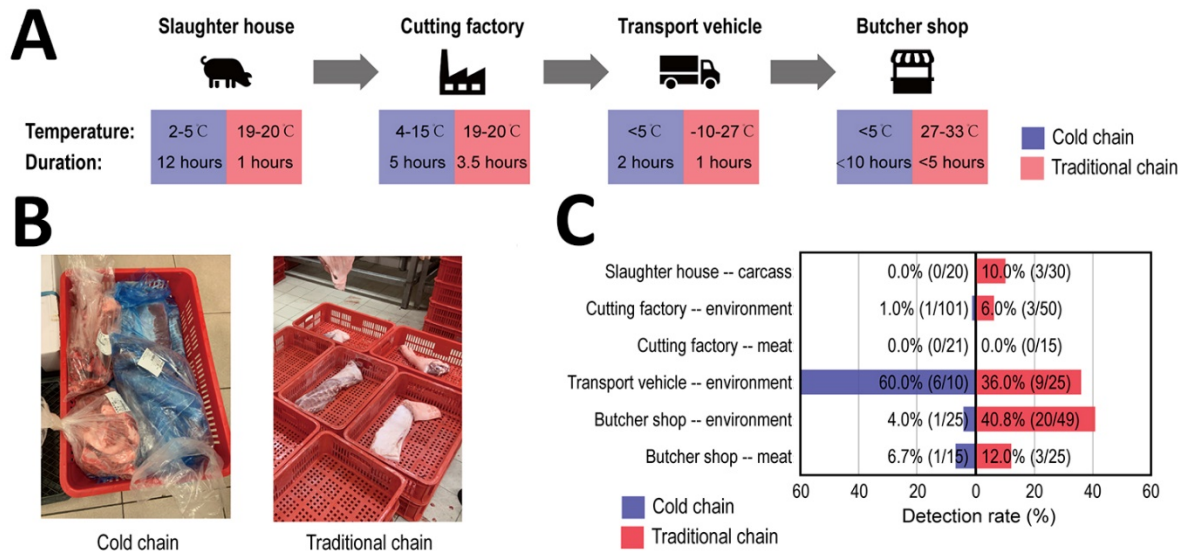 A
Slaughter house
Cutting factory
Transport vehicle
Butcher shop
Temperature:
2-5℃
19-20℃
4-15℃
19-20℃
<5℃
-10-27℃
<5℃
27-33℃
Duration:
12 hours
1 hours
5 hours
3.5 hours
2 hours
1 hours
<10 hours
<5 hours
Cold chain
Traditional chain
B
Cold chain
Traditional chain
C
Slaughter house -- carcass
0.0% (0/20)
10.0% (3/30)
Cutting factory -- environment
1.0% (1/101)
6.0% (3/50)
Cutting factory -- meat
0.0% (0/21)
0.0% (0/15)
Transport vehicle -- environment
60.0% (6/10)
36.0% (9/25)
Butcher shop -- environment
4.0% (1/25)
40.8% (20/49)
Butcher shop -- meat
6.7% (1/15)
12.0% (3/25)
60 40 20 0 20 40 60
Detection rate (%)
Cold chain
Traditional chain